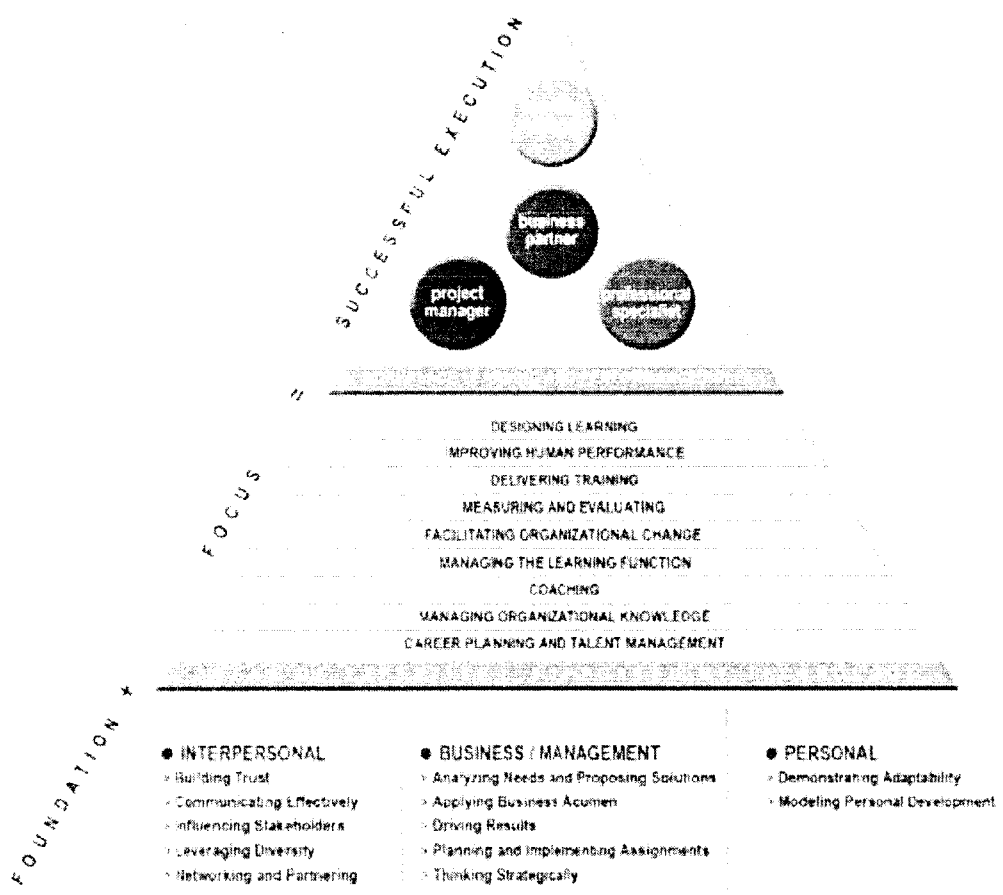 SUCCESSFUL EXECUTION
business
partner
project
manager
professional
specialist
=
FOCUS
DESIGNING LEARNING
IMPROVING HUMAN PERFORMANCE
DELIVERING TRAINING
MEASURING AND EVALUATING
FACILITATING ORGANIZATIONAL CHANGE
MANAGING THE LEARNING FUNCTION
COACHING
MANAGING ORGANIZATIONAL KNOWLEDGE
CAREER PLANNING AND TALENT MANAGEMENT
+
FOUNDATION
● INTERPERSONAL
> Building Trust
> Communicating Effectively
> Influencing Stakeholders
> Leveraging Diversity
> Networking and Partnering
● BUSINESS / MANAGEMENT
> Analyzing Needs and Proposing Solutions
> Applying Business Acumen
> Driving Results
> Planning and Implementing Assignments
> Thinking Strategically
● PERSONAL
> Demonstrating Adaptability
> Modeling Personal Development